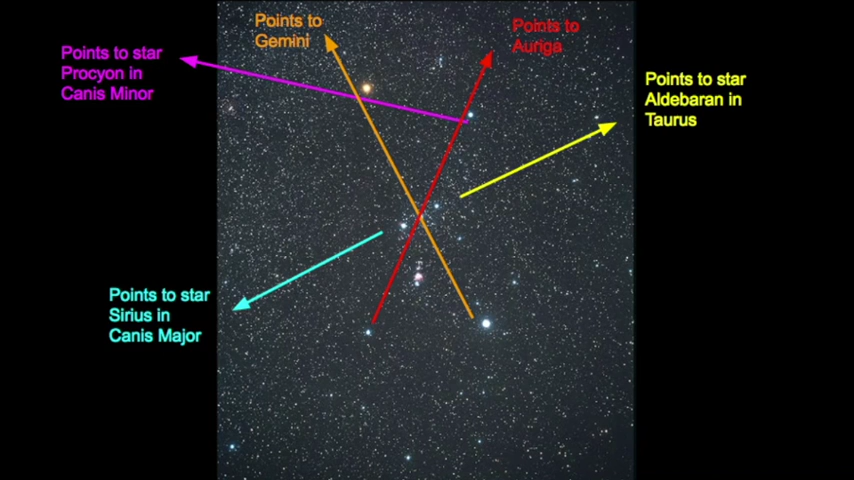 Points to
Gemini
Points to
Auriga
Points to star
Procyon in
Canis Minor
Points to star
Aldebaran in
Taurus
Points to star
Sirius in
Canis Major